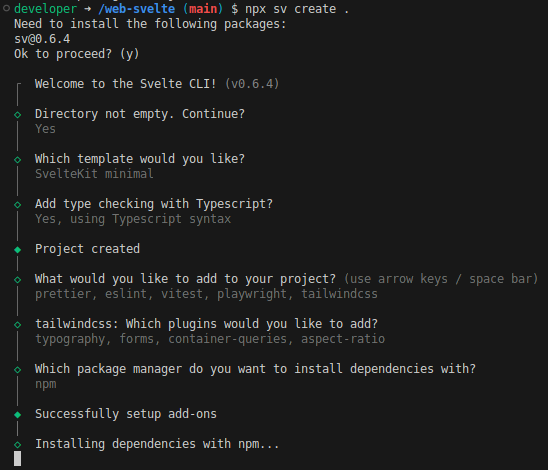 developer → /web-svelte (main) $ npx sv create .
Need to install the following packages:
sv@0.6.4
Ok to proceed? (y)
Welcome to the Svelte CLI! (v0.6.4)
Directory not empty. Continue?
Yes
Which template would you like?
SvelteKit minimal
Add type checking with Typescript?
Yes, using Typescript syntax
Project created
What would you like to add to your project? (use arrow keys / space bar)
prettier, eslint, vitest, playwright, tailwindcss
tailwindcss: Which plugins would you like to add?
typography, forms, container-queries, aspect-ratio
Which package manager do you want to install dependencies with?
npm
Successfully setup add-ons
Installing dependencies with npm...